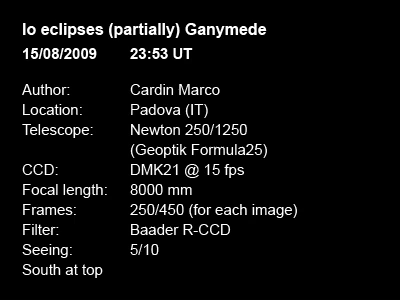 Io eclipses (partially) Ganymede
15/08/2009 23:53 UT
Author: Cardin Marco
Location: Padova (IT)
Telescope: Newton 250/1250
(Geoptik Formula25)
CCD: DMK21 @ 15 fps
Focal length: 8000 mm
Frames: 250/450 (for each image)
Filter: Baader R-CCD
Seeing: 5/10
South at top